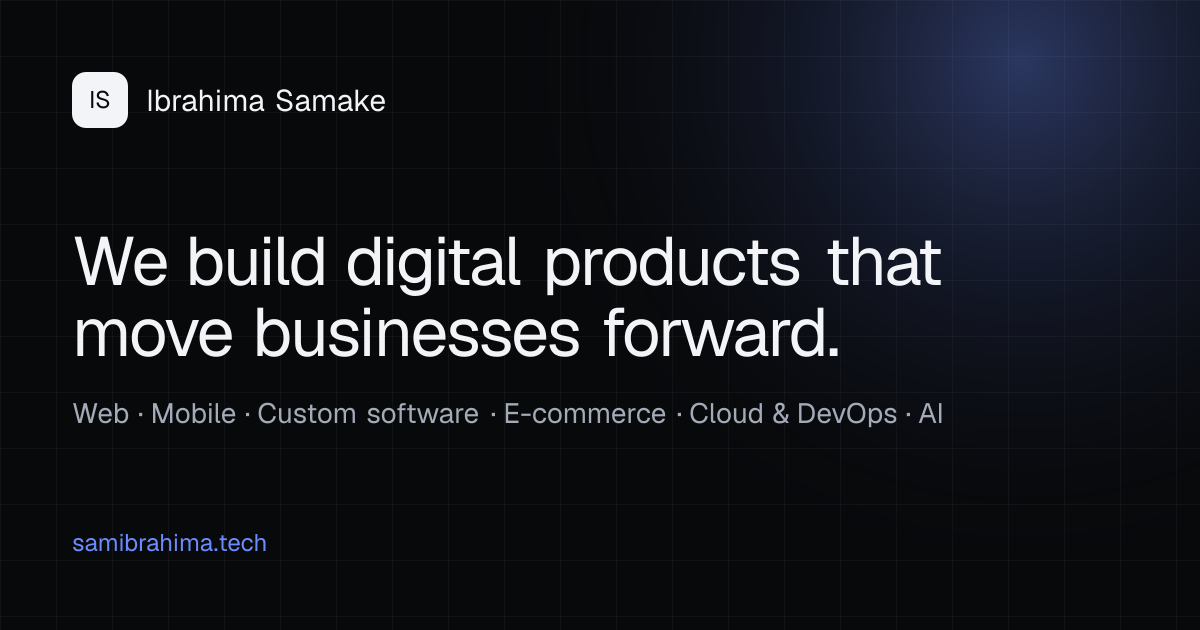 IS
Ibrahima Samake
We build digital products that
move businesses forward.
Web · Mobile · Custom software · E-commerce · Cloud & DevOps · AI
samibrahima.tech